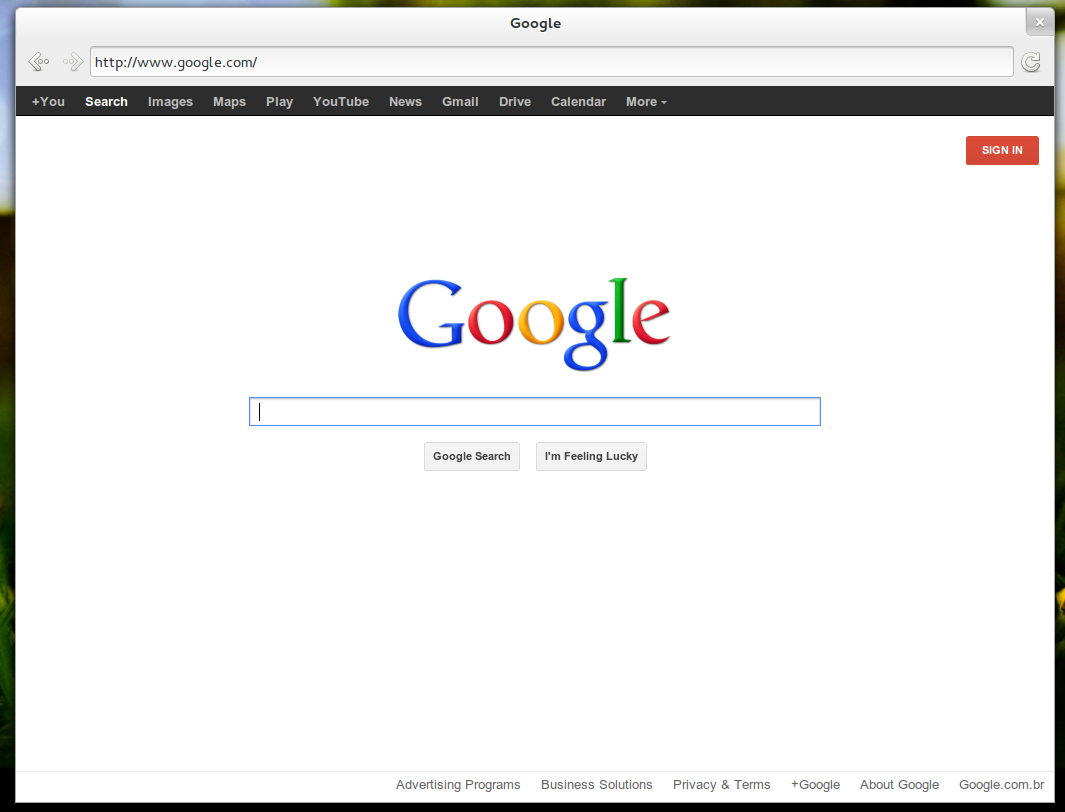 Google
http://www.google.com/
+You Search Images Maps Play YouTube News Gmail Drive Calendar More
SIGN IN
Google
Google Search I'm Feeling Lucky
Advertising Programs Business Solutions Privacy & Terms +Google About Google Google.com.br